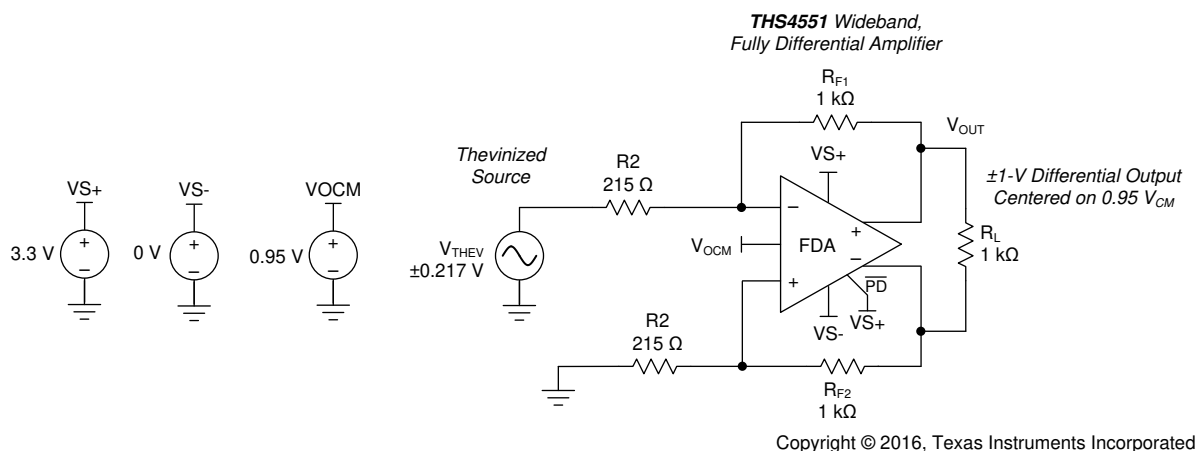 THS4551 Wideband,
Fully Differential Amplifier
RF1
1 kΩ
VOUT
Thevinized
Source
R2
215 Ω
VS+
±1-V Differential Output
Centered on 0.95 VCM
VS+
VS-
VOCM
3.3 V
+
−
0 V
+
−
0.95 V
+
−
VTHEV
±0.217 V
VOCM
−
+
FDA
+
−
RL
1 kΩ
PD
VS-
VS+
R2
215 Ω
RF2
1 kΩ
Copyright © 2016, Texas Instruments Incorporated